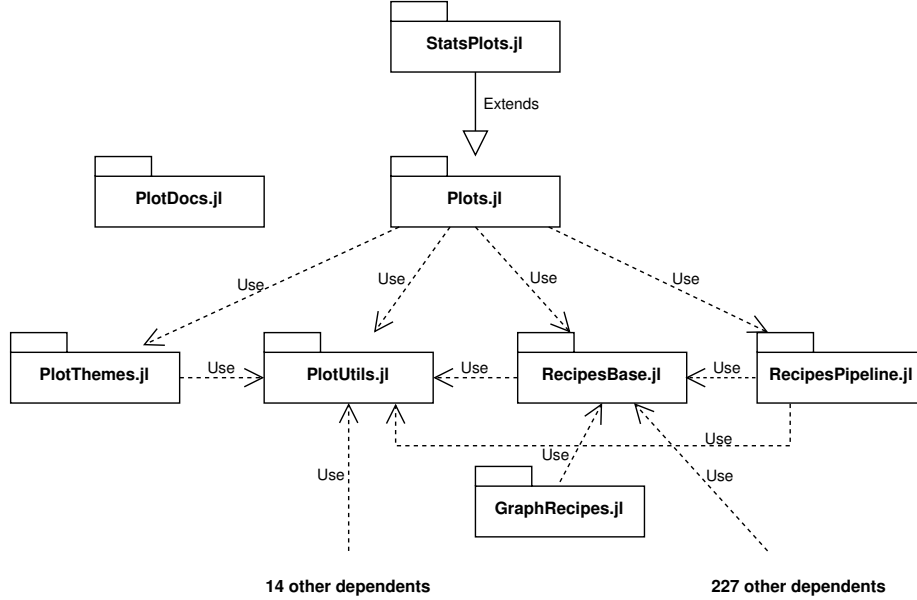 StatsPlots.jl
Extends
PlotDocs.jl
Plots.jl
Use
Use
Use
Use
PlotThemes.jl
Use
PlotUtils.jl
Use
RecipesBase.jl
Use
RecipesPipeline.jl
Use
Use
Use
Use
GraphRecipes.jl
14 other dependents
227 other dependents